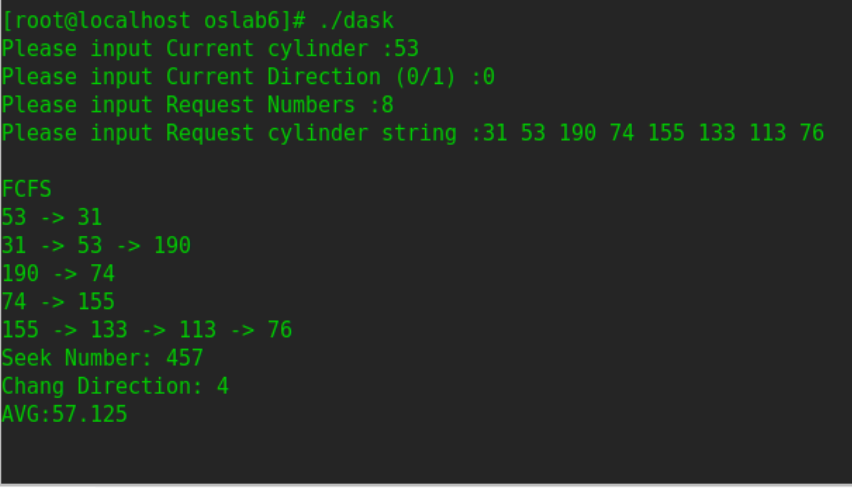 [root@localhost oslab6]# ./dask
Please input Current cylinder :53
Please input Current Direction (0/1) :0
Please input Request Numbers :8
Please input Request cylinder string :31 53 190 74 155 133 113 76
FCFS
53 -> 31
31 -> 53 -> 190
190 -> 74
74 -> 155
155 -> 133 -> 113 -> 76
Seek Number: 457
Chang Direction: 4
AVG:57.125